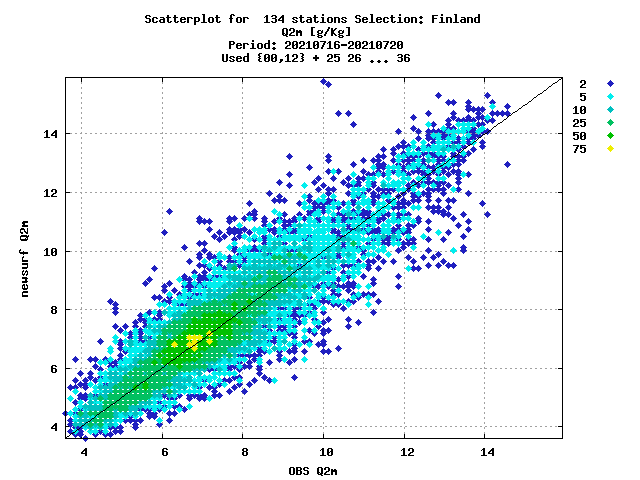 Scatterplot for  134 stations Selection: Finland
Q2m [g/Kg]
Period: 20210716-20210720
Used {00,12} + 25 26 ... 36
2
5
10
25
50
75
14
12
10
8
6
4
newsurf Q2m
4 6 8 10 12 14
OBS Q2m